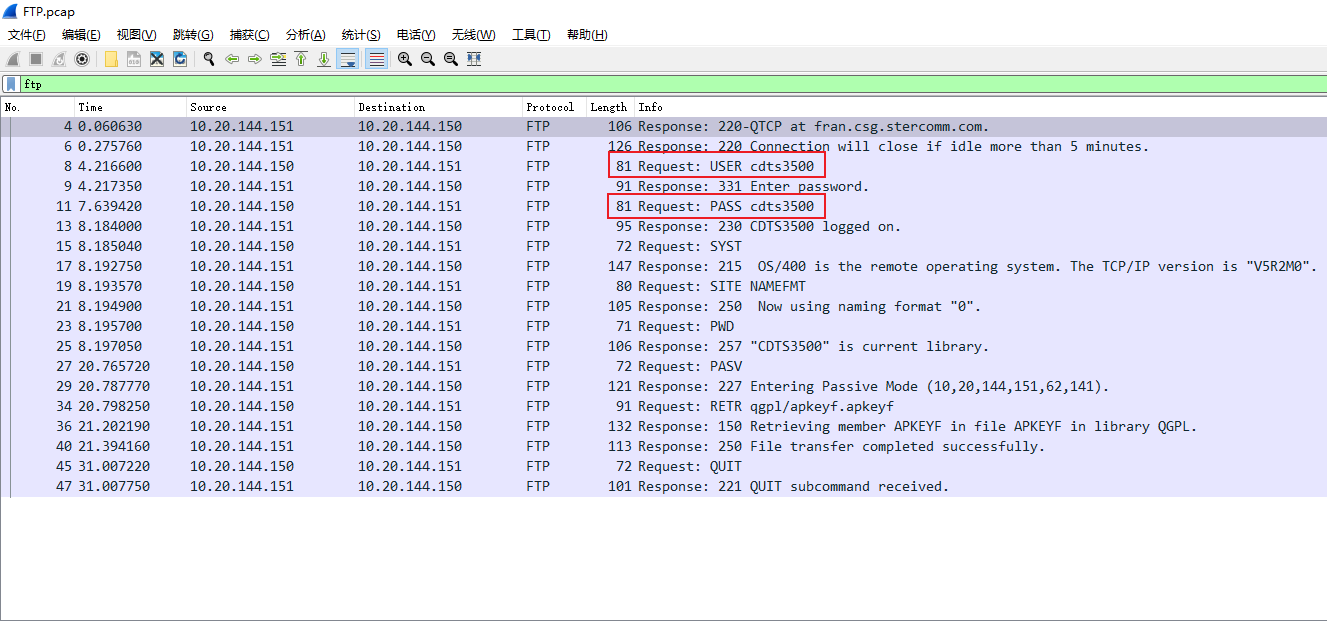 FTP.pcap
文件(F) 编辑(E) 视图(V) 跳转(G) 捕获(C) 分析(A) 统计(S) 电话(Y) 无线(W) 工具(T) 帮助(H)
ftp
No. Time Source Destination Protocol Length Info
4 0.060630 10.20.144.151 10.20.144.150 FTP 106 Response: 220-QTCP at fran.csg.stercomm.com.
6 0.275760 10.20.144.151 10.20.144.150 FTP 126 Response: 220 Connection will close if idle more than 5 minutes.
8 4.216600 10.20.144.150 10.20.144.151 FTP 81 Request: USER cdts3500
9 4.217350 10.20.144.151 10.20.144.150 FTP 91 Response: 331 Enter password.
11 7.639420 10.20.144.150 10.20.144.151 FTP 81 Request: PASS cdts3500
13 8.184000 10.20.144.151 10.20.144.150 FTP 95 Response: 230 CDTS3500 logged on.
15 8.185040 10.20.144.150 10.20.144.151 FTP 72 Request: SYST
17 8.192750 10.20.144.151 10.20.144.150 FTP 147 Response: 215  OS/400 is the remote operating system. The TCP/IP version is "V5R2M0".
19 8.193570 10.20.144.150 10.20.144.151 FTP 80 Request: SITE NAMEFMT
21 8.194900 10.20.144.151 10.20.144.150 FTP 105 Response: 250  Now using naming format "0".
23 8.195700 10.20.144.150 10.20.144.151 FTP 71 Request: PWD
25 8.197050 10.20.144.151 10.20.144.150 FTP 106 Response: 257 "CDTS3500" is current library.
27 20.765720 10.20.144.150 10.20.144.151 FTP 72 Request: PASV
29 20.787770 10.20.144.151 10.20.144.150 FTP 121 Response: 227 Entering Passive Mode (10,20,144,151,62,141).
34 20.798250 10.20.144.150 10.20.144.151 FTP 91 Request: RETR qgpl/apkeyf.apkeyf
36 21.202190 10.20.144.151 10.20.144.150 FTP 132 Response: 150 Retrieving member APKEYF in file APKEYF in library QGPL.
40 21.394160 10.20.144.151 10.20.144.150 FTP 113 Response: 250 File transfer completed successfully.
45 31.007220 10.20.144.150 10.20.144.151 FTP 72 Request: QUIT
47 31.007750 10.20.144.151 10.20.144.150 FTP 101 Response: 221 QUIT subcommand received.